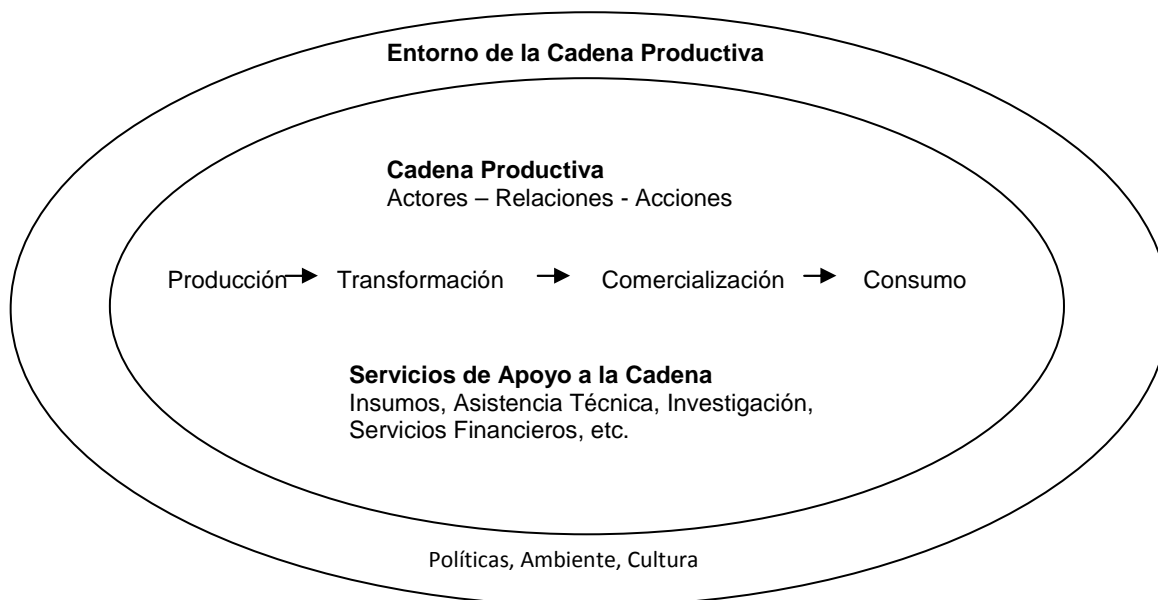 Entorno de la Cadena Productiva
Cadena Productiva
Actores – Relaciones - Acciones
Producción Transformación Comercialización Consumo
Servicios de Apoyo a la Cadena
Insumos, Asistencia Técnica, Investigación,
Servicios Financieros, etc.
Políticas, Ambiente, Cultura